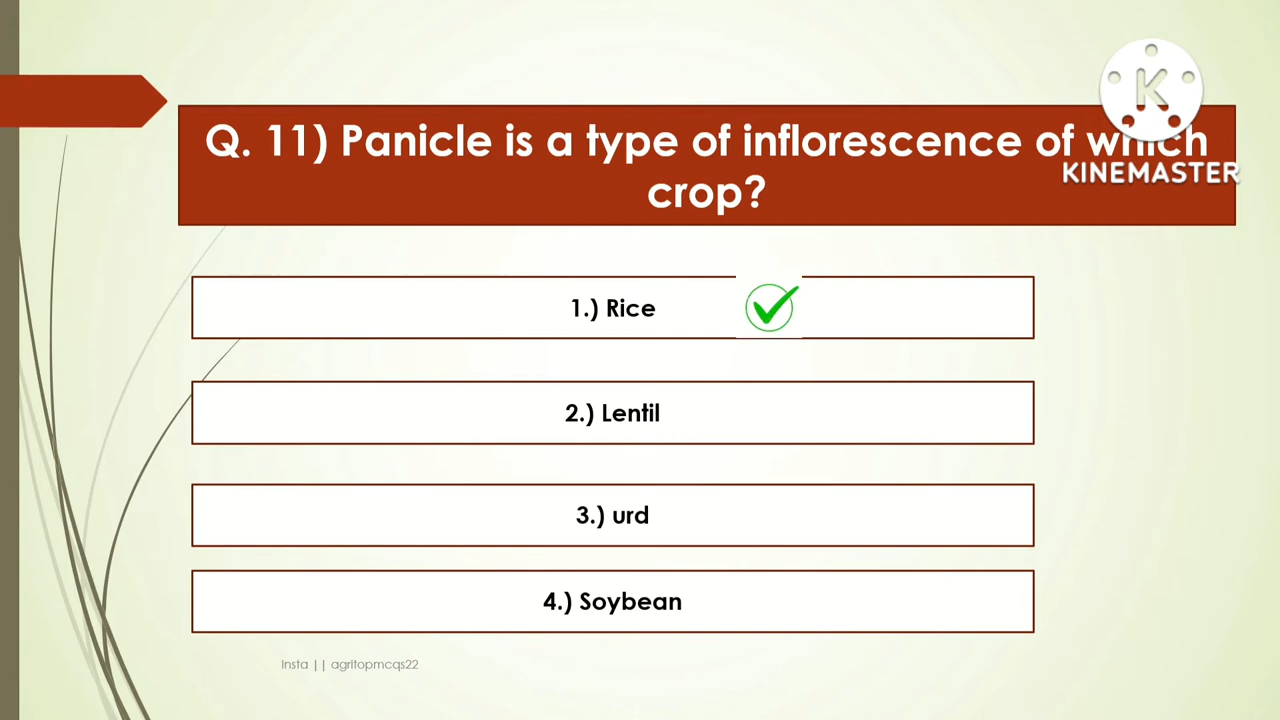 Q. 11) Panicle is a type of inflorescence of which
crop?
KINEMASTER
1.) Rice
2.) Lentil
3.) urd
4.) Soybean
Insta || agritopmcqs22